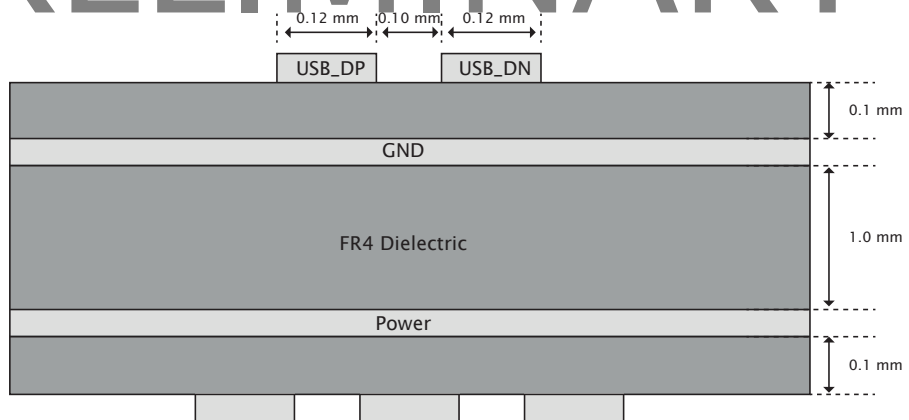 PRELIMINARY
0.12 mm 0.10 mm 0.12 mm
USB_DP USB_DN
0.1 mm
GND
FR4 Dielectric
1.0 mm
Power
0.1 mm